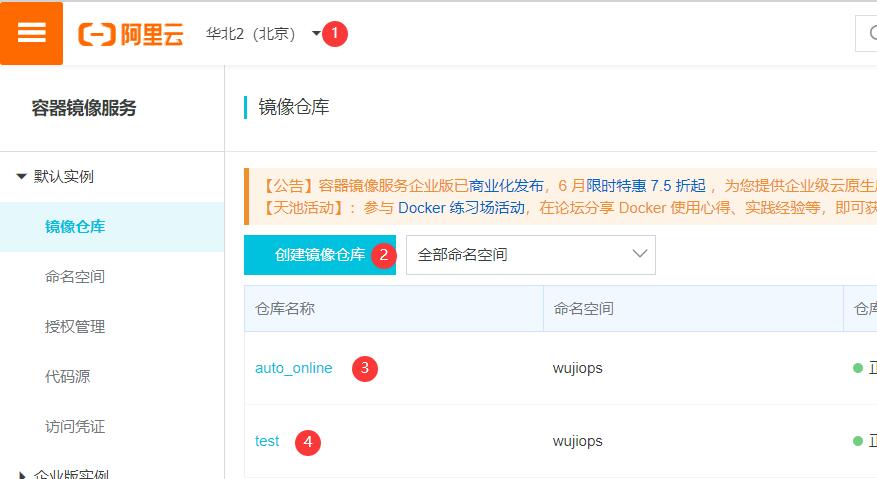 阿里云 华北2（北京） 1
容器镜像服务
镜像仓库
默认实例
镜像仓库
命名空间
授权管理
代码源
访问凭证
企业版实例
【公告】容器镜像服务企业版已商业化发布，6 月限时特惠 7.5 折起 ，为您提供企业级云原生
【天池活动】：参与 Docker 练习场活动，在论坛分享 Docker 使用心得、实践经验等，即可获
创建镜像仓库 2 全部命名空间
仓库名称 命名空间 仓库
auto_online 3 wujiops 正
test 4 wujiops 正